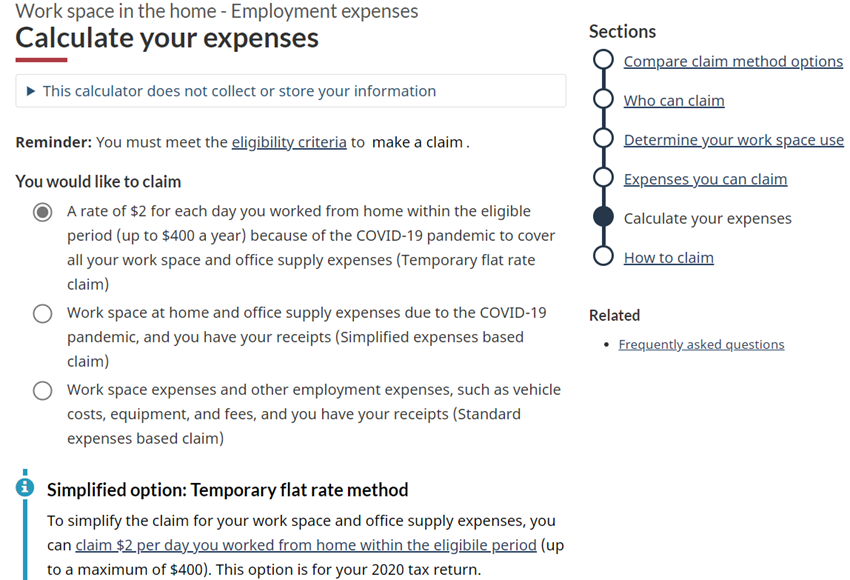 Work space in the home - Employment expenses
Calculate your expenses
This calculator does not collect or store your information
Reminder: You must meet the eligibility criteria to make a claim .
You would like to claim
A rate of $2 for each day you worked from home within the eligible
period (up to $400 a year) because of the COVID-19 pandemic to cover
all your work space and office supply expenses (Temporary flat rate
claim)
Work space at home and office supply expenses due to the COVID-19
pandemic, and you have your receipts (Simplified expenses based
claim)
Work space expenses and other employment expenses, such as vehicle
costs, equipment, and fees, and you have your receipts (Standard
expenses based claim)
Simplified option: Temporary flat rate method
To simplify the claim for your work space and office supply expenses, you
can claim $2 per day you worked from home within the eligibile period (up
to a maximum of $400). This option is for your 2020 tax return.
Sections
Compare claim method options
Who can claim
Determine your work space use
Expenses you can claim
Calculate your expenses
How to claim
Related
Frequently asked questions